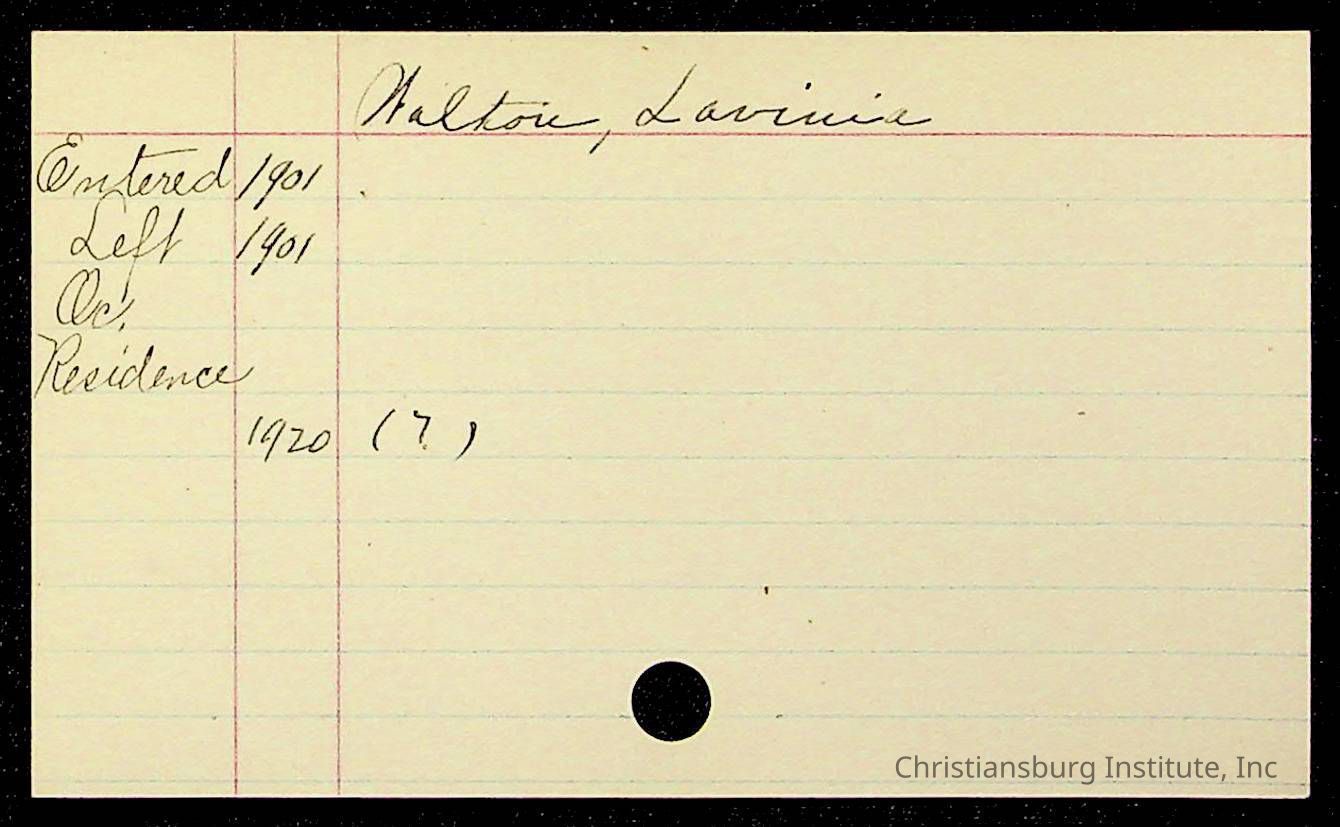 Walton, Lavinia
Entered 1901
Left 1901
Oc.
Residence
1920 (?)
Christiansburg Institute, Inc